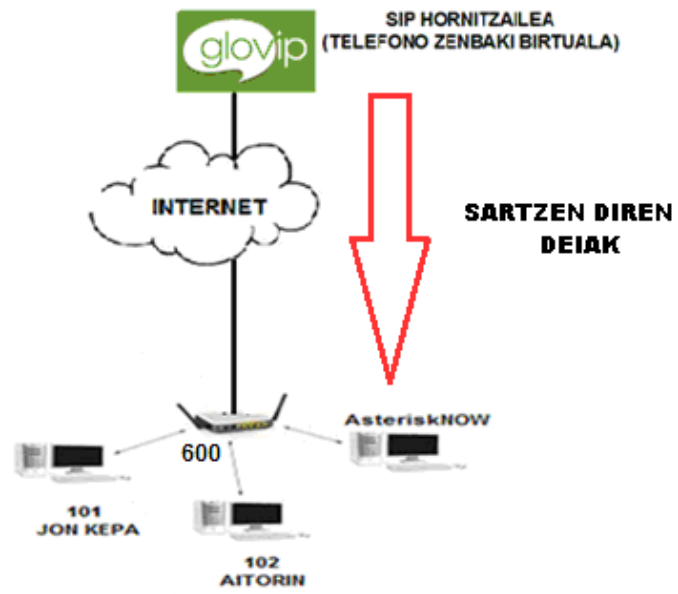 glovip
SIP HORNITZAILEA
(TELEFONO ZENBAKI BIRTUALA)
INTERNET
SARTZEN DIREN
DEIAK
AsteriskNOW
600
101
JON KEPA
102
AITORIN